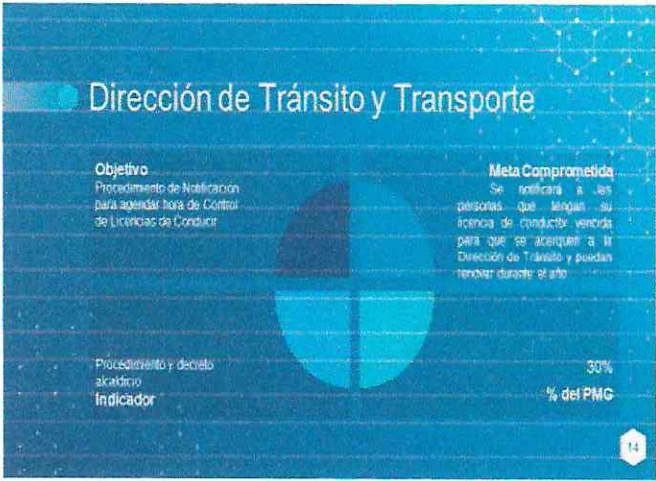 Dirección de Tránsito y Transporte
Objetivo
Procedimiento de Notificación
para agendar hora de Control
de Licencias de Conducir
Meta Comprometida
Se notificará a las
personas que tengan su
licencia de conductor vencida
para que se acerquen a la
Dirección de Tránsito y puedan
renovar durante el año
Procedimiento y decreto
alcaldicio
Indicador
30%
% del PMG
14